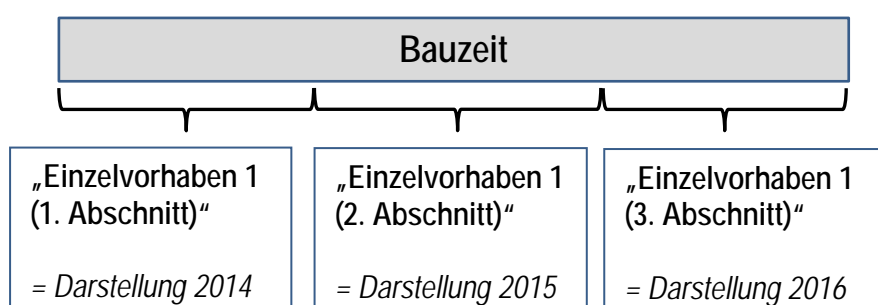 Bauzeit
„Einzelvorhaben 1
(1. Abschnitt)“
= Darstellung 2014
„Einzelvorhaben 1
(2. Abschnitt)“
= Darstellung 2015
„Einzelvorhaben 1
(3. Abschnitt)“
= Darstellung 2016